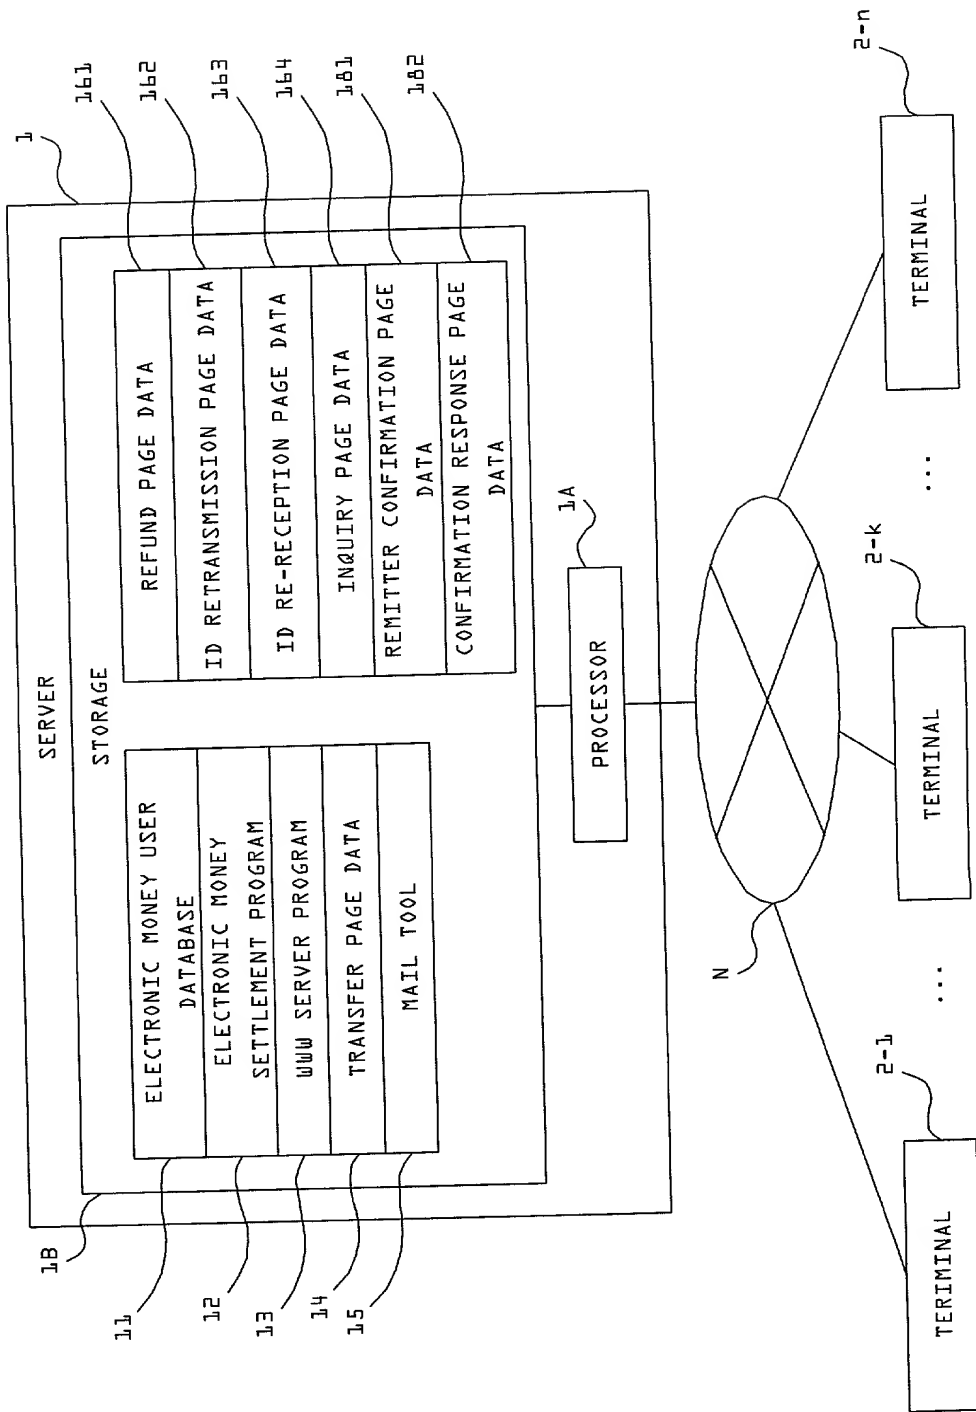 1
SERVER
1B
STORAGE
11
ELECTRONIC MONEY USER
DATABASE
12
ELECTRONIC MONEY
SETTLEMENT PROGRAM
13
WWW SERVER PROGRAM
14
TRANSFER PAGE DATA
15
MAIL TOOL
REFUND PAGE DATA
161
ID RETRANSMISSION PAGE DATA
162
ID RE-RECEPTION PAGE DATA
163
INQUIRY PAGE DATA
164
REMITTER CONFIRMATION PAGE
DATA
181
CONFIRMATION RESPONSE PAGE
DATA
182
PROCESSOR
1A
N
2-1
TERIMINAL
...
2-k
TERMINAL
...
2-n
TERMINAL